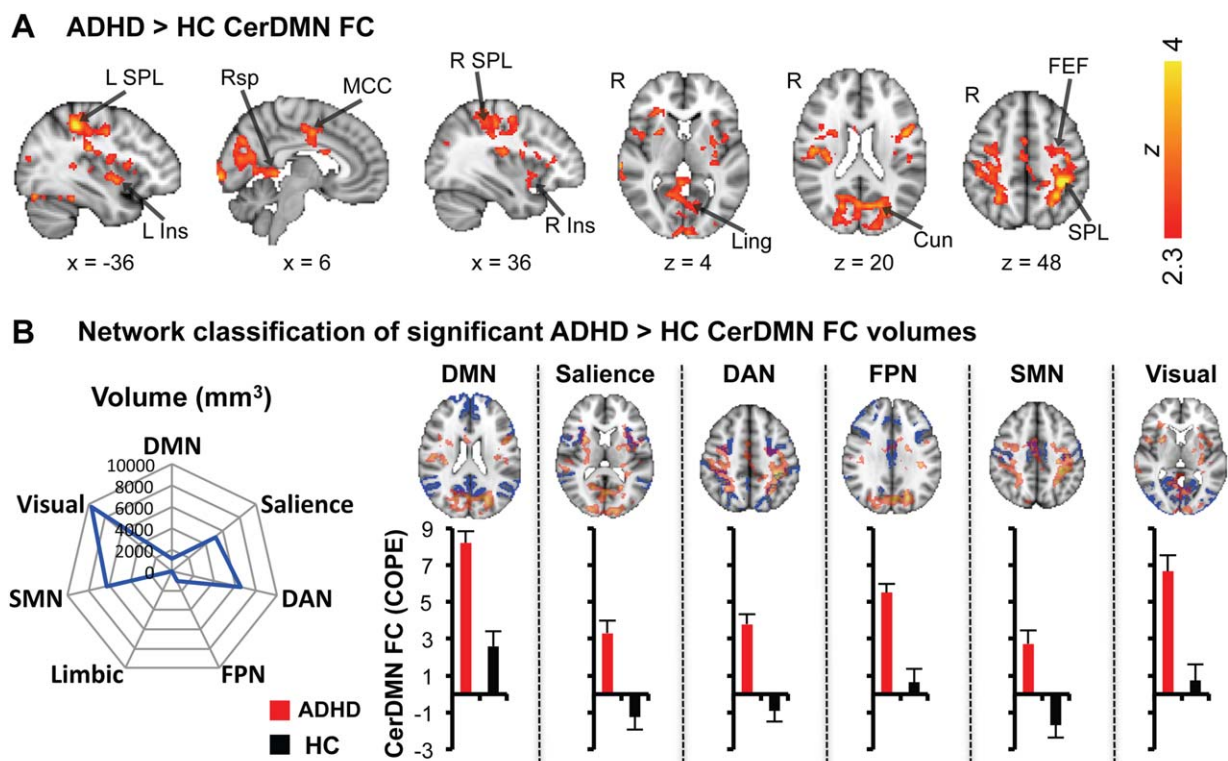 A ADHD > HC CerDMN FC
L SPL
Rsp
MCC
R SPL
R
R
R
FEF
L Ins
R Ins
Ling
Cun
SPL
x = -36
x = 6
x = 36
z = 4
z = 20
z = 48
4
z
2.3
B Network classification of significant ADHD > HC CerDMN FC volumes
Volume (mm³)
DMN
10000
8000
6000
4000
2000
0
Visual
Salience
SMN
DAN
Limbic
FPN
ADHD
HC
DMN
Salience
DAN
FPN
SMN
Visual
CerDMN FC (COPE)
9
7
5
3
1
-1
-3